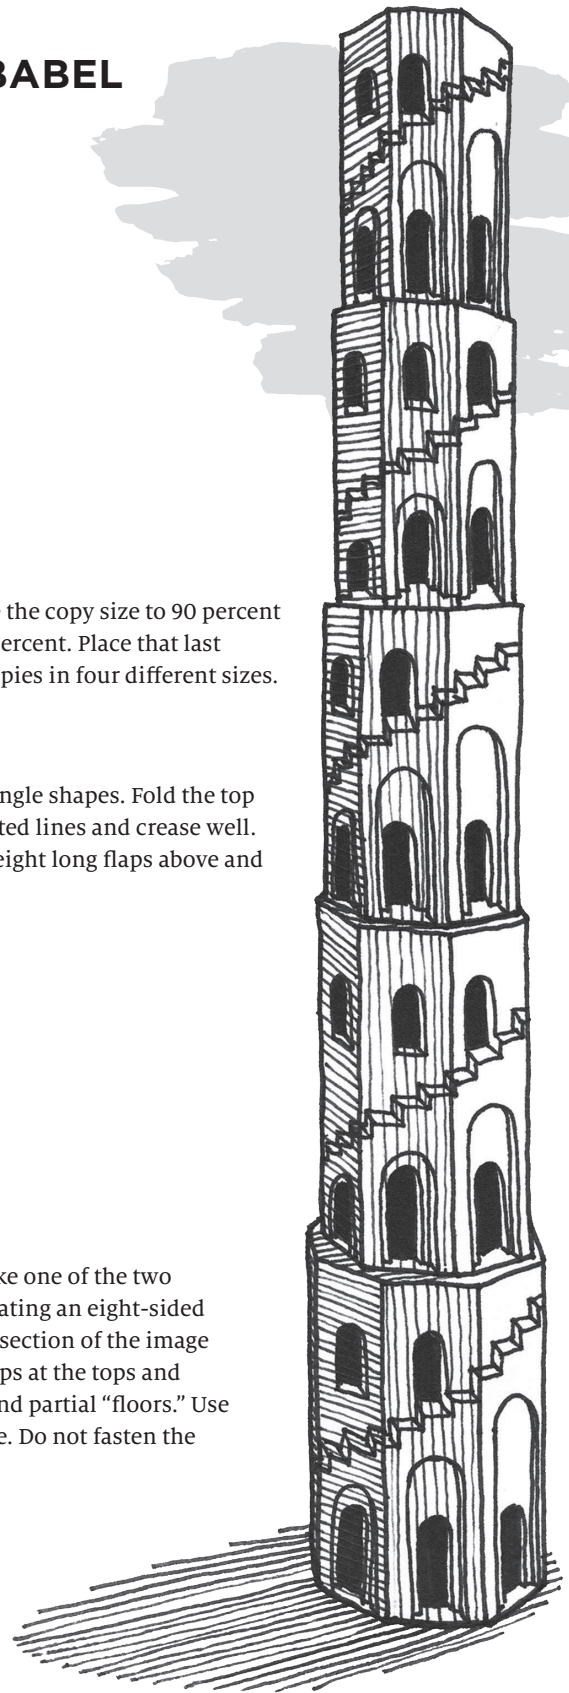 BABEL
the copy size to 90 percent
ercent. Place that last
pies in four different sizes.
ngle shapes. Fold the top
ted lines and crease well.
eight long flaps above and
ke one of the two
ating an eight-sided
section of the image
ps at the tops and
nd partial “floors.” Use
e. Do not fasten the